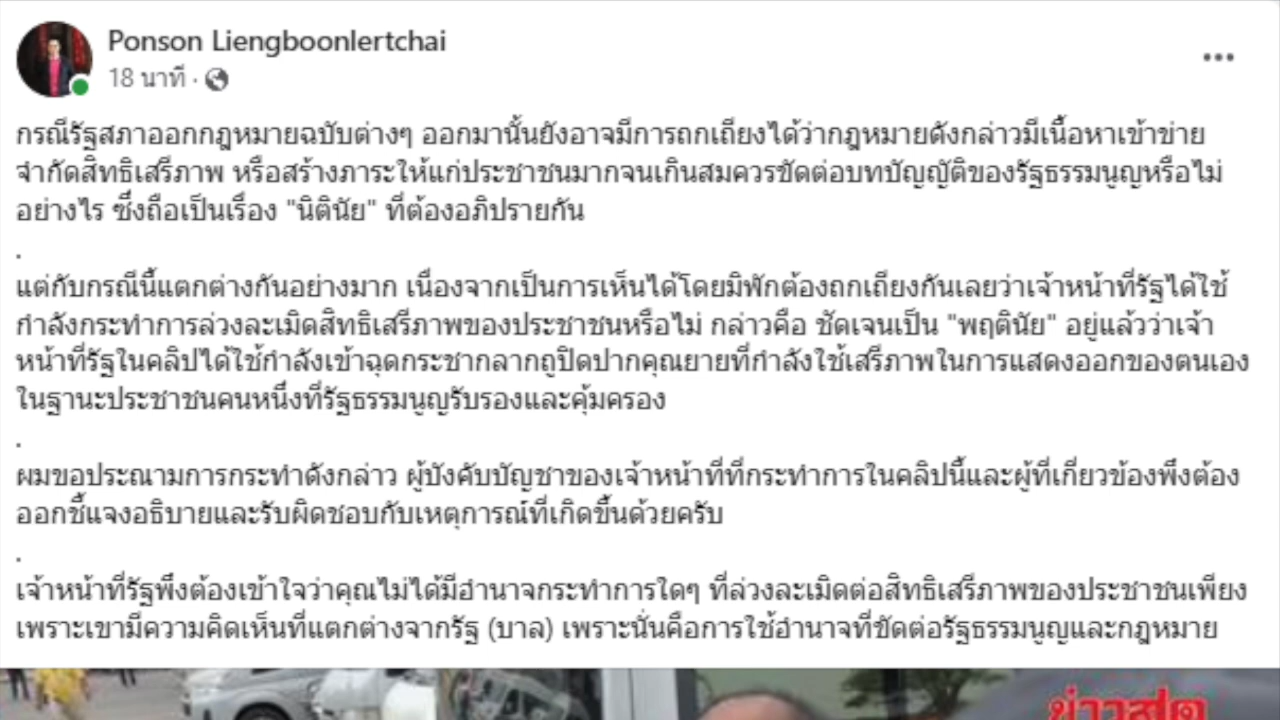 Ponson Liengboonlertchai
18 นาที ·
กรณีรัฐสภาออกกฎหมายฉบับต่างๆ ออกมานั้นยังอาจมีการถกเถียงได้ว่ากฎหมายดังกล่าวมีเนื้อหาเข้าข่าย
จำกัดสิทธิเสรีภาพ หรือสร้างภาระให้แก่ประชาชนมากจนเกินสมควรขัดต่อบทบัญญัติของรัฐธรรมนูญหรือไม่
อย่างไร ซึ่งถือเป็นเรื่อง "นิตินัย" ที่ต้องอภิปรายกัน
.
แต่กับกรณีนี้แตกต่างกันอย่างมาก เนื่องจากเป็นการเห็นได้โดยมิพักต้องถกเถียงกันเลยว่าเจ้าหน้าที่รัฐได้ใช้
กำลังกระทำการล่วงละเมิดสิทธิเสรีภาพของประชาชนหรือไม่ กล่าวคือ ชัดเจนเป็น "พฤตินัย" อยู่แล้วว่าเจ้า
หน้าที่รัฐในคลิปได้ใช้กำลังเข้าฉุดกระชากลากถูปิดปากคุณยายที่กำลังใช้เสรีภาพในการแสดงออกของตนเอง
ในฐานะประชาชนคนหนึ่งที่รัฐธรรมนูญรับรองและคุ้มครอง
.
ผมขอประณามการกระทำดังกล่าว ผู้บังคับบัญชาของเจ้าหน้าที่ที่กระทำการในคลิปนี้และผู้ที่เกี่ยวข้องพึงต้อง
ออกชี้แจงอธิบายและรับผิดชอบกับเหตุการณ์ที่เกิดขึ้นด้วยครับ
.
เจ้าหน้าที่รัฐพึงต้องเข้าใจว่าคุณไม่ได้มีอำนาจกระทำการใดๆ ที่ล่วงละเมิดต่อสิทธิเสรีภาพของประชาชนเพียง
เพราะเขามีความคิดเห็นที่แตกต่างจากรัฐ (บาล) เพราะนั่นคือการใช้อำนาจที่ขัดต่อรัฐธรรมนูญและกฎหมาย
ข่าวสด